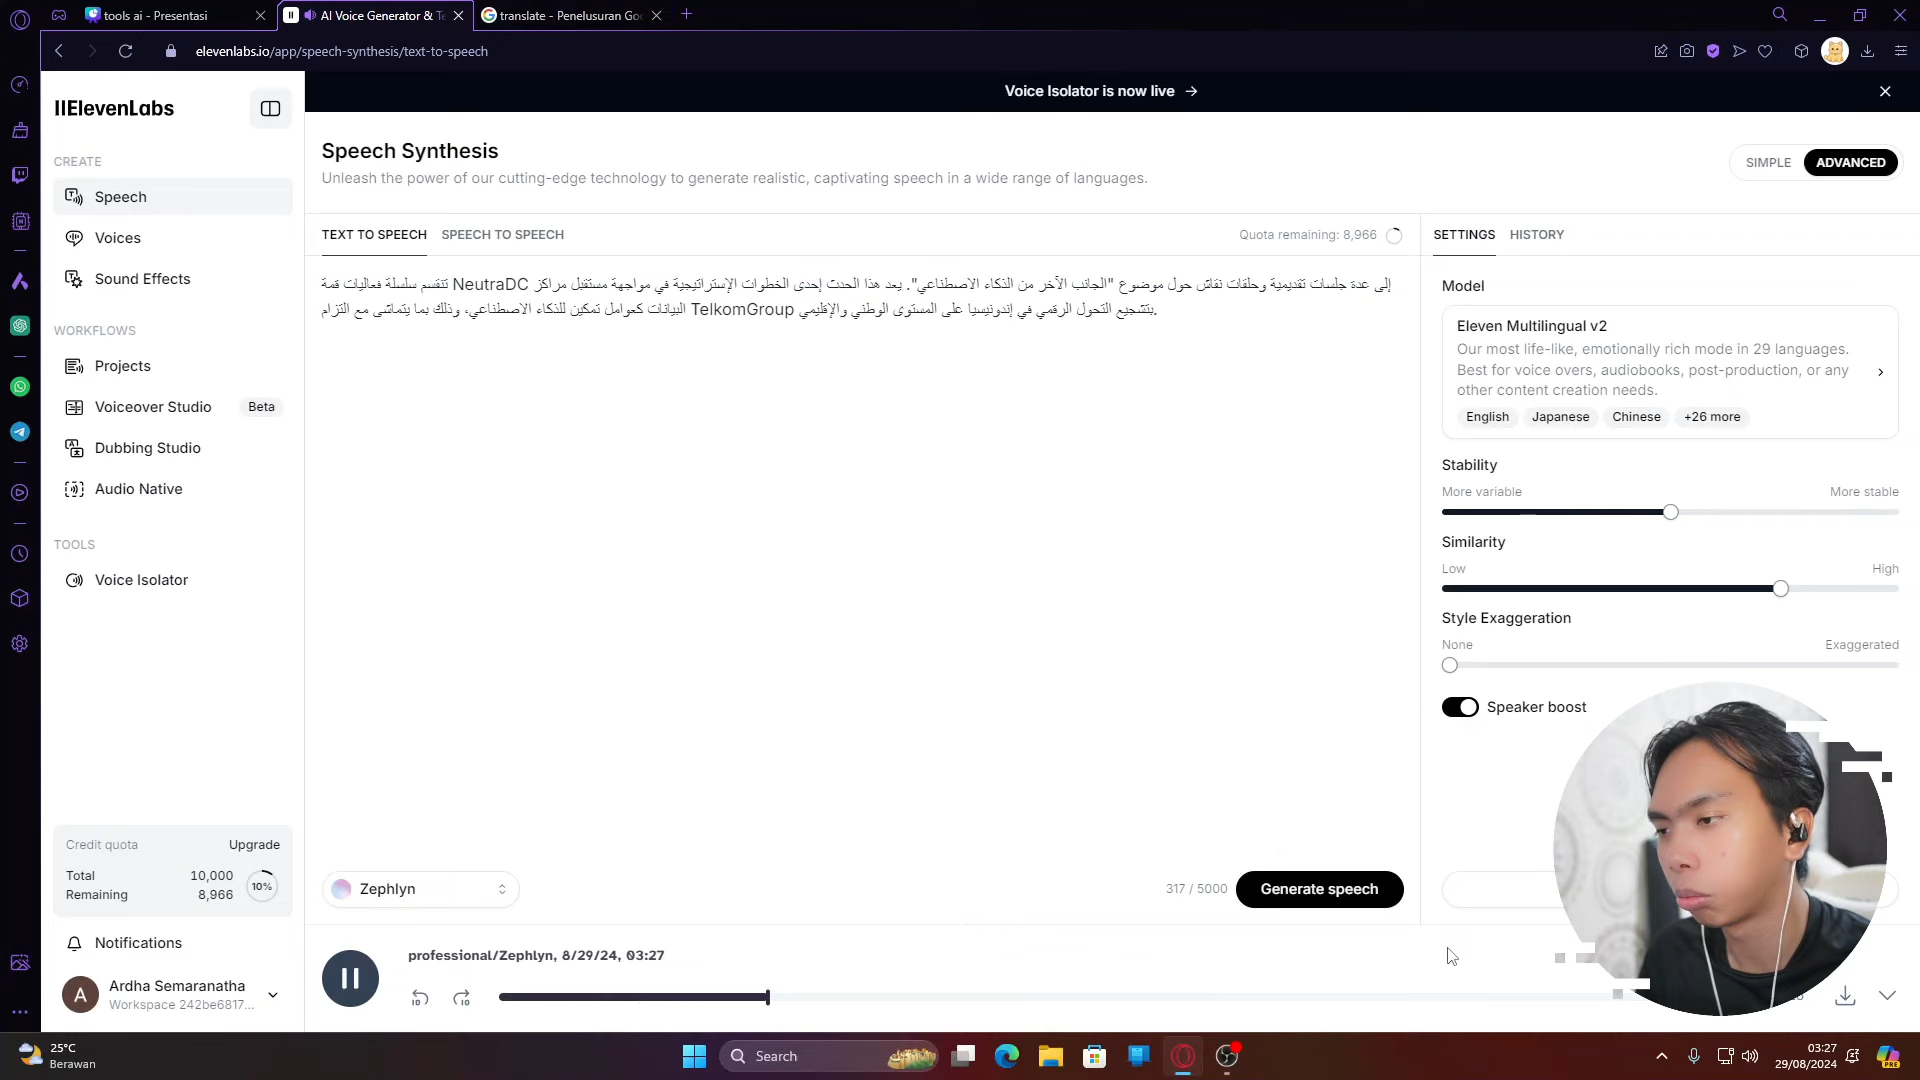 tools ai - Presentasi
AI Voice Generator & Te
translate - Penelusuran Goo
elevenlabs.io/app/speech-synthesis/text-to-speech
IIElevenLabs
Voice Isolator is now live →
CREATE
Speech
Voices
Sound Effects
WORKFLOWS
Projects
Voiceover Studio Beta
Dubbing Studio
Audio Native
TOOLS
Voice Isolator
Credit quota Upgrade
Total 10,000
Remaining 8,966
10%
Notifications
A
Ardha Semaranatha
Workspace 242be6817...
Speech Synthesis
Unleash the power of our cutting-edge technology to generate realistic, captivating speech in a wide range of languages.
SIMPLE ADVANCED
TEXT TO SPEECH SPEECH TO SPEECH
Quota remaining: 8,966
تنقسم سلسلة فعاليات قمة NeutraDC إلى عدة جلسات تقديمية وحلقات نقاش حول موضوع "الجانب الآخر من الذكاء الاصطناعي". يعد هذا الحدث إحدى الخطوات الإستراتيجية في مواجهة مستقبل مراكز
البيانات كعوامل تمكين للذكاء الاصطناعي، وذلك بما يتماشى مع التزام TelkomGroup بتشجيع التحول الرقمي في إندونيسيا على المستوى الوطني والإقليمي.
Zephlyn
317 / 5000
Generate speech
SETTINGS HISTORY
Model
Eleven Multilingual v2
Our most life-like, emotionally rich mode in 29 languages.
Best for voice overs, audiobooks, post-production, or any
other content creation needs.
English Japanese Chinese +26 more
Stability
More variable More stable
Similarity
Low High
Style Exaggeration
None Exaggerated
Speaker boost
professional/Zephlyn, 8/29/24, 03:27
10 10
25°C
Berawan
Search
03:27
29/08/2024
PRE